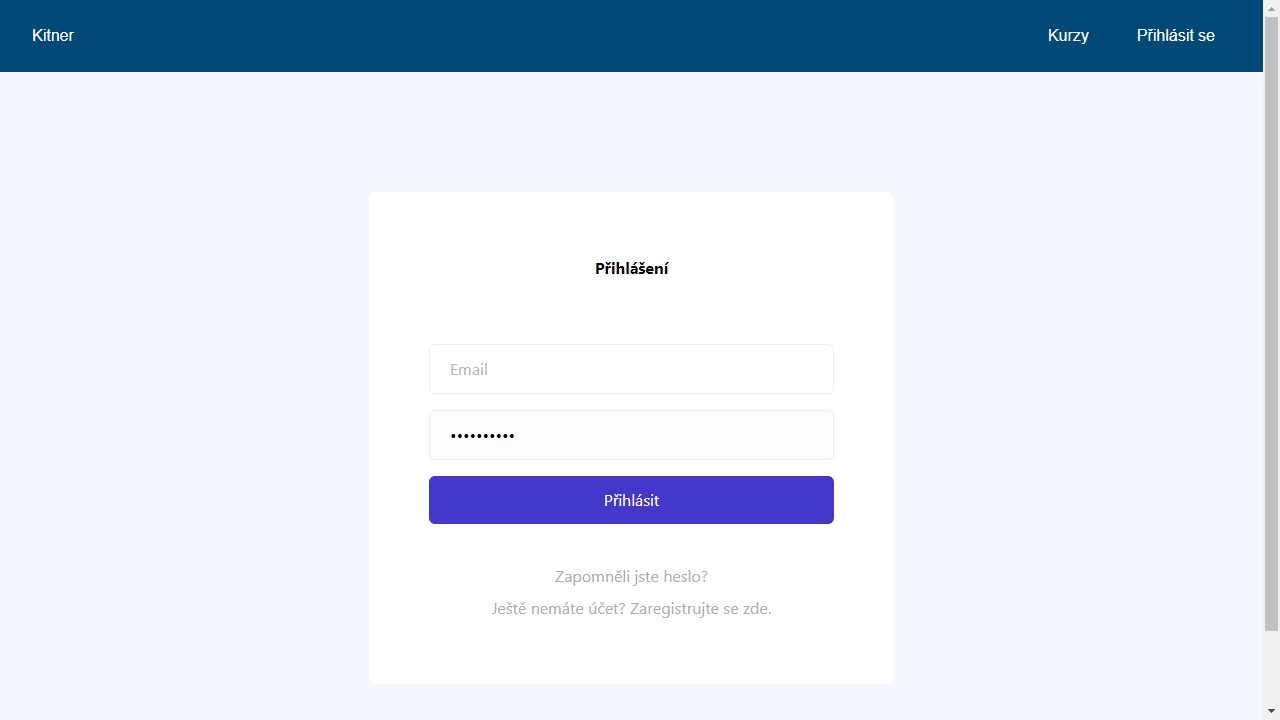 Kitner
Kurzy
Přihlásit se
Přihlášení
Email
••••••••••
Přihlásit
Zapomněli jste heslo?
Ještě nemáte účet? Zaregistrujte se zde.